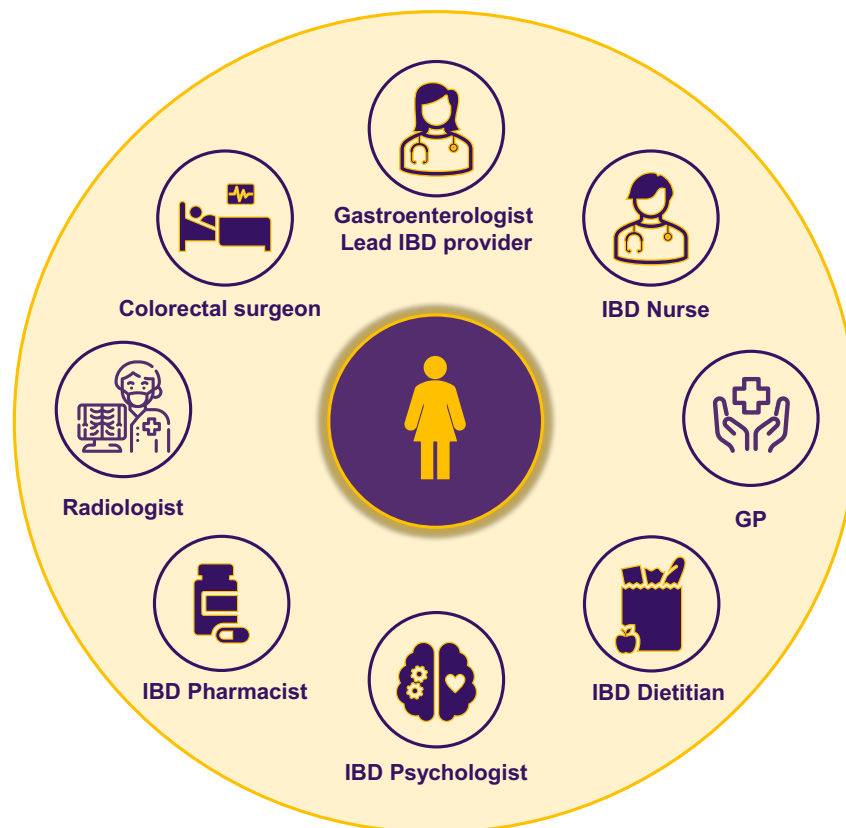 Gastroenterologist
Lead IBD provider
IBD Nurse
GP
IBD Dietitian
IBD Psychologist
IBD Pharmacist
Radiologist
Colorectal surgeon